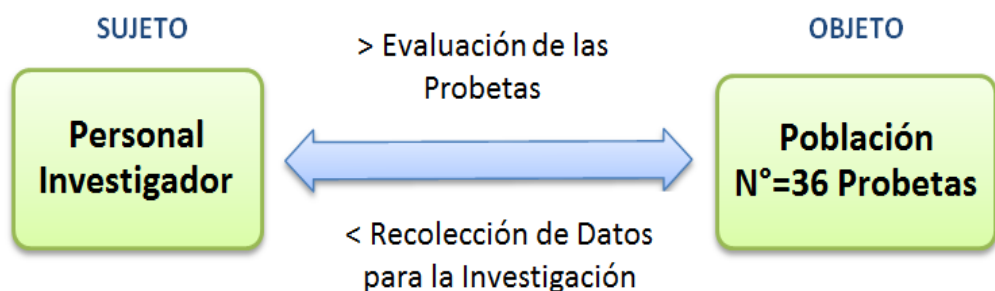 SUJETO
OBJETO
> Evaluación de las
Probetas
Personal
Investigador
Población
N°=36 Probetas
< Recolección de Datos
para la Investigación